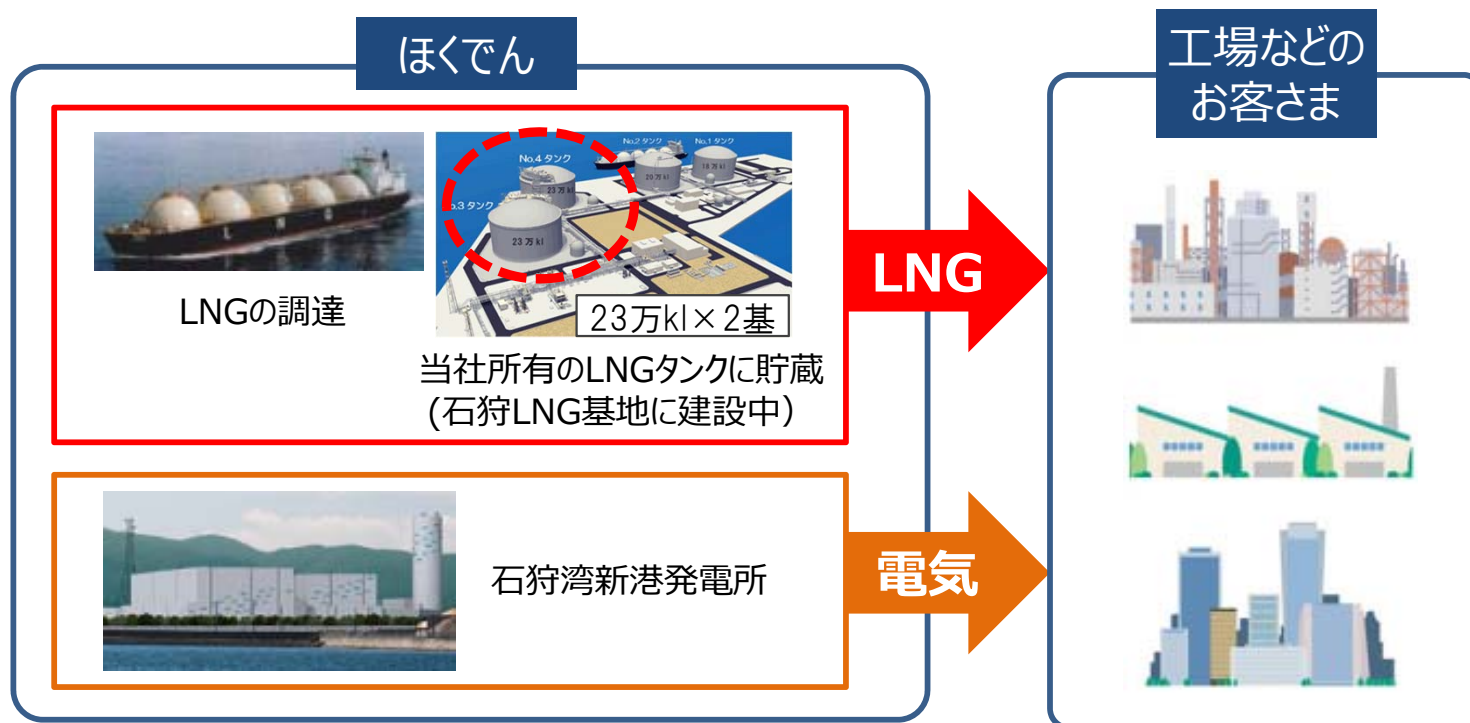 ほくでん
工場などの
お客さま
No.2 タンク
No.1 タンク
No.4 タンク
18万kl
20万kl
23万kl
o.3 タンク
23万kl
23万kl×2基
LNG
LNGの調達
当社所有のLNGタンクに貯蔵
(石狩LNG基地に建設中）
石狩湾新港発電所
電気